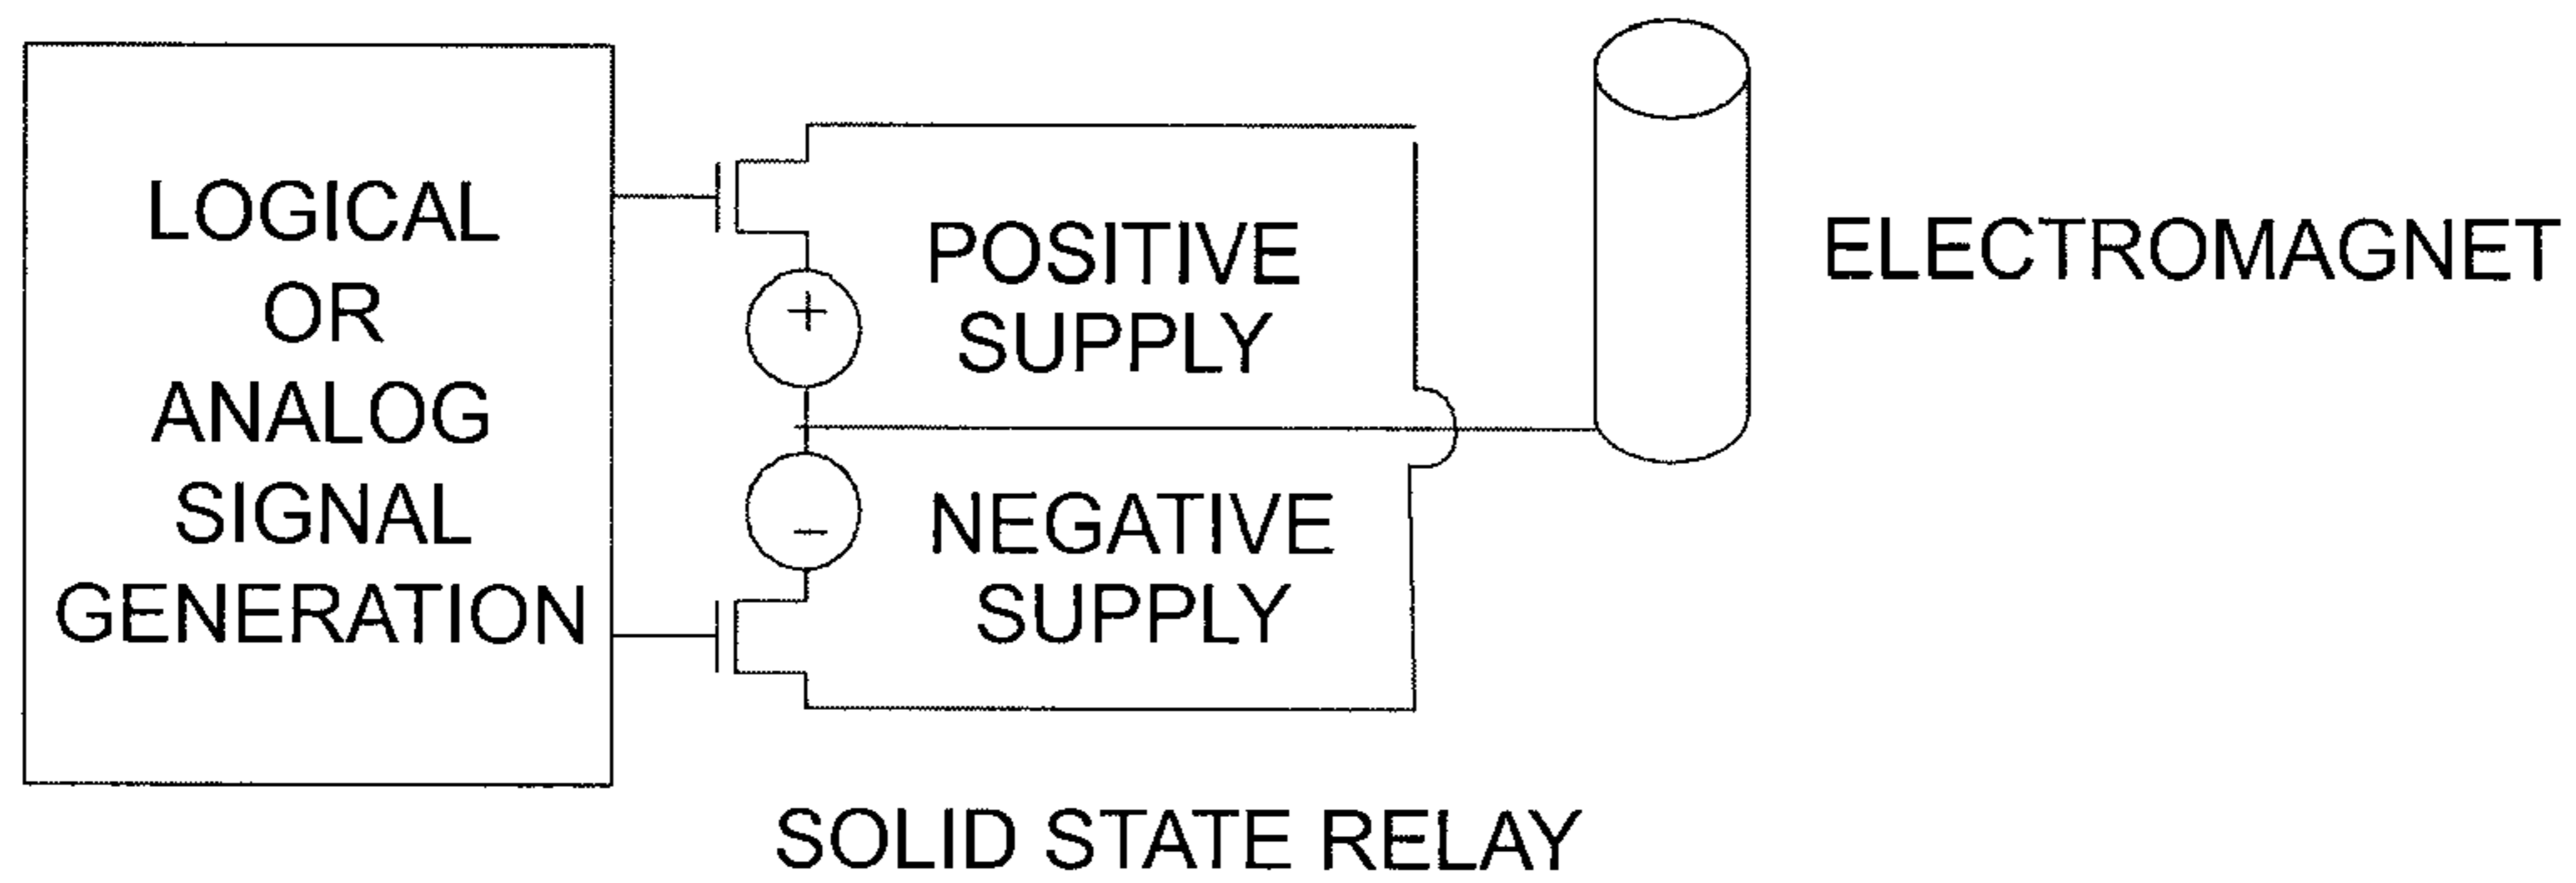 LOGICAL
OR
ANALOG
SIGNAL
GENERATION
+
POSITIVE
SUPPLY
−
NEGATIVE
SUPPLY
ELECTROMAGNET
SOLID STATE RELAY